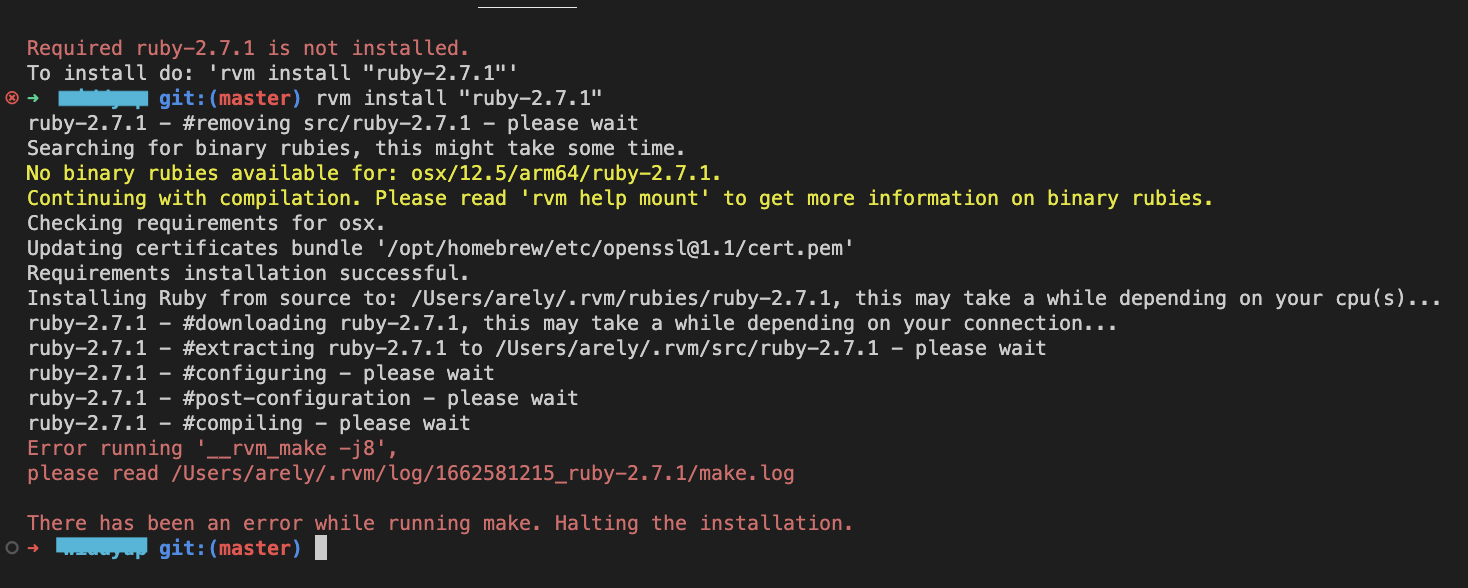 Required ruby-2.7.1 is not installed.
To install do: 'rvm install "ruby-2.7.1"'
➜ git:(master) rvm install "ruby-2.7.1"
ruby-2.7.1 - #removing src/ruby-2.7.1 - please wait
Searching for binary rubies, this might take some time.
No binary rubies available for: osx/12.5/arm64/ruby-2.7.1.
Continuing with compilation. Please read 'rvm help mount' to get more information on binary rubies.
Checking requirements for osx.
Updating certificates bundle '/opt/homebrew/etc/openssl@1.1/cert.pem'
Requirements installation successful.
Installing Ruby from source to: /Users/arely/.rvm/rubies/ruby-2.7.1, this may take a while depending on your cpu(s)...
ruby-2.7.1 - #downloading ruby-2.7.1, this may take a while depending on your connection...
ruby-2.7.1 - #extracting ruby-2.7.1 to /Users/arely/.rvm/src/ruby-2.7.1 - please wait
ruby-2.7.1 - #configuring - please wait
ruby-2.7.1 - #post-configuration - please wait
ruby-2.7.1 - #compiling - please wait
Error running '__rvm_make -j8',
please read /Users/arely/.rvm/log/1662581215_ruby-2.7.1/make.log
There has been an error while running make. Halting the installation.
➜ git:(master)